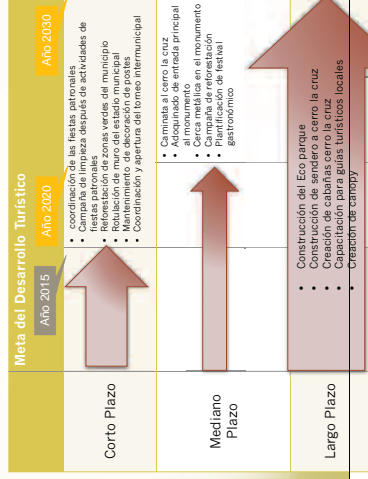 Meta del Desarrollo Turístico
Año 2015
Año 2020
Año 2030
Corto Plazo
coordinación de las fiestas patronales
• Campaña de limpieza después de actividades de
fiestas patronales
• Reforestación de zonas verdes del municipio
• Rotulación de muro del estadio municipal
• Mantenimiento de decoración de postes
• Coordinación y apertura del torneo intermunicipal
Mediano
Plazo
• Caminata al cerro la cruz
• Adoquinado de entrada principal
al monumento
• Cerca metálica en el monumento
• Campaña de reforestación
• Plantificación de festival
gastronómico
Largo Plazo
• Construcción del Eco parque
• Construcción de sendero a cerro la cruz
• Creación de cabañas cerro la cruz
• Capacitación para guías turísticos locales
• Creación de canopy